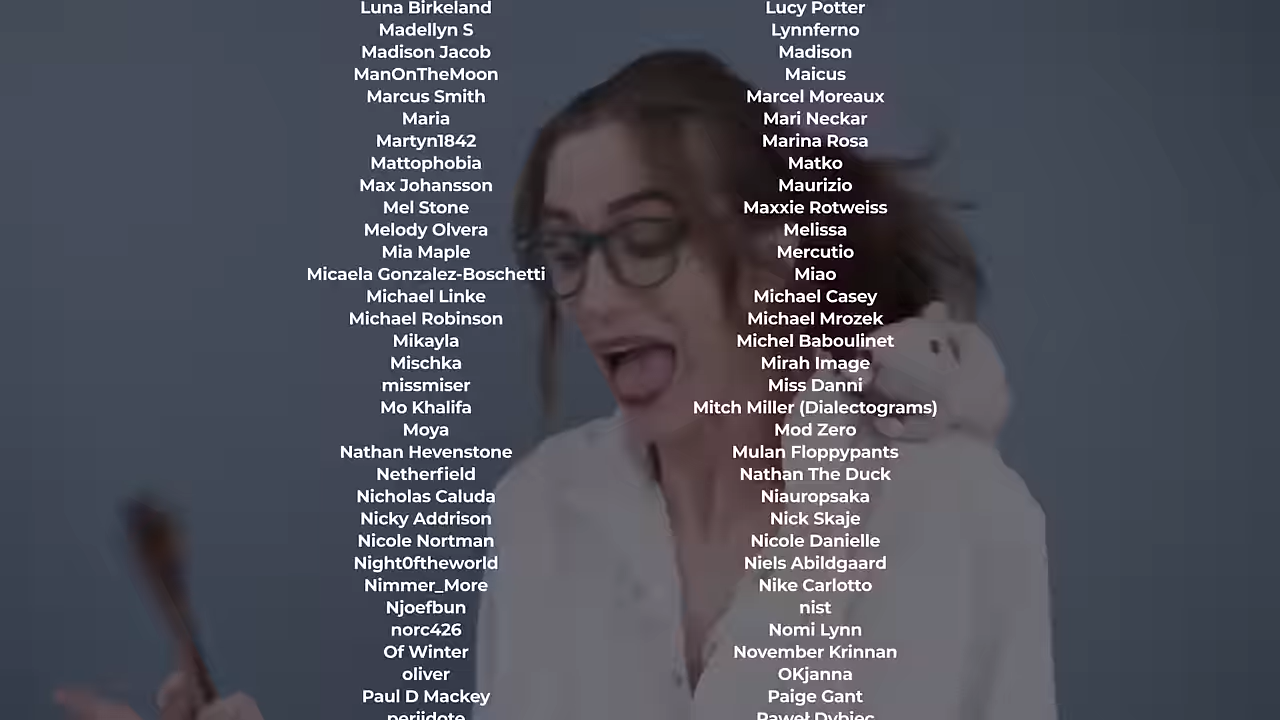 Luna Birkeland
Madellyn S
Madison Jacob
ManOnTheMoon
Marcus Smith
Maria
Martyn1842
Mattophobia
Max Johansson
Mel Stone
Melody Olvera
Mia Maple
Micaela Gonzalez-Boschetti
Michael Linke
Michael Robinson
Mikayla
Mischka
missmiser
Mo Khalifa
Moya
Nathan Hevenstone
Netherfield
Nicholas Caluda
Nicky Addrison
Nicole Nortman
Night0ftheworld
Nimmer_More
Njoefbun
norc426
Of Winter
oliver
Paul D Mackey
perijdote
Lucy Potter
Lynnferno
Madison
Maicus
Marcel Moreaux
Mari Neckar
Marina Rosa
Matko
Maurizio
Maxxie Rotweiss
Melissa
Mercutio
Miao
Michael Casey
Michael Mrozek
Michel Baboulinet
Mirah Image
Miss Danni
Mitch Miller (Dialectograms)
Mod Zero
Mulan Floppypants
Nathan The Duck
Niauropsaka
Nick Skaje
Nicole Danielle
Niels Abildgaard
Nike Carlotto
nist
Nomi Lynn
November Krinnan
OKjanna
Paige Gant
Paweł Dybiec